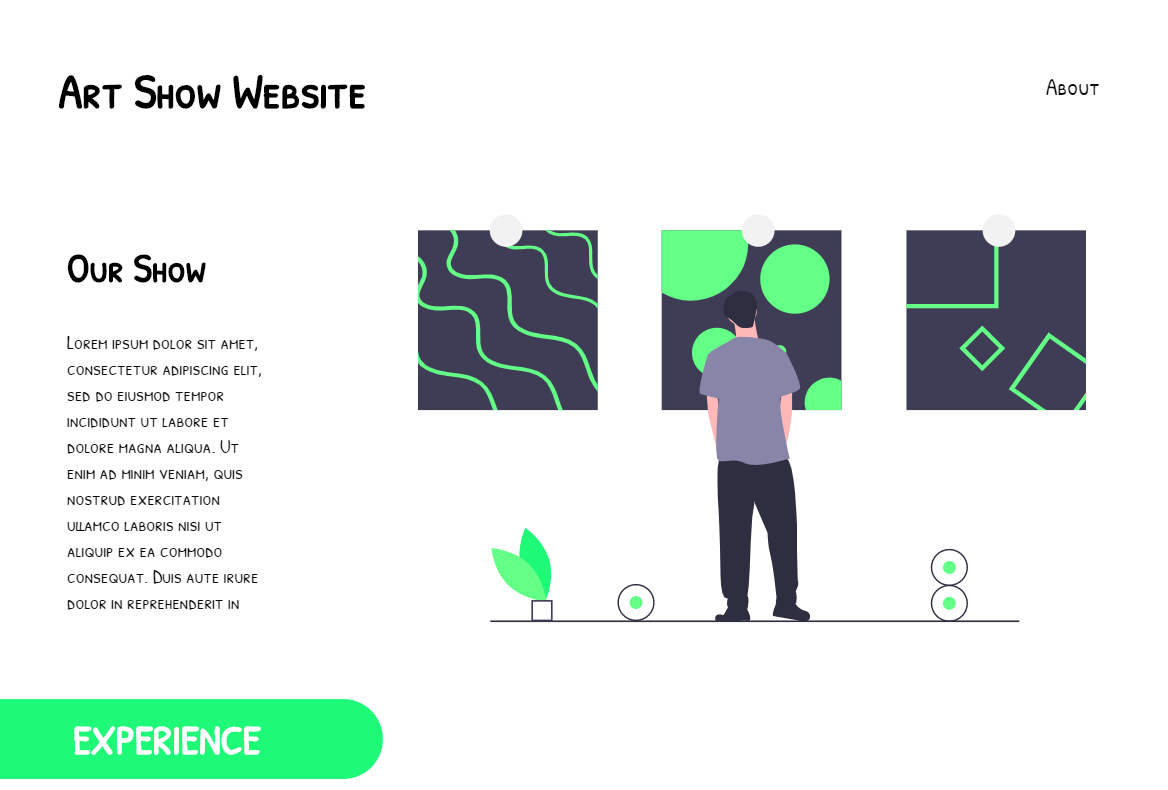 Art Show Website
About
Our Show
Lorem ipsum dolor sit amet,
consectetur adipiscing elit,
sed do eiusmod tempor
incididunt ut labore et
dolore magna aliqua. Ut
enim ad minim veniam, quis
nostrud exercitation
ullamco laboris nisi ut
aliquip ex ea commodo
consequat. Duis aute irure
dolor in reprehenderit in
EXPERIENCE